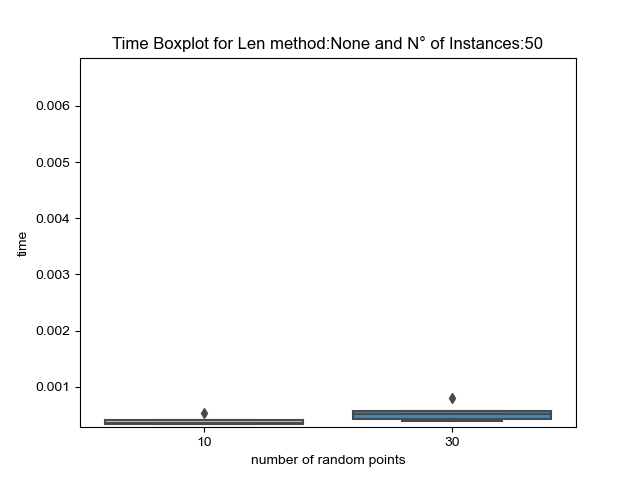 Time Boxplot for Len method:None and N° of Instances:50
0.006
0.005
0.004
0.003
0.002
0.001
time
10 30
number of random points